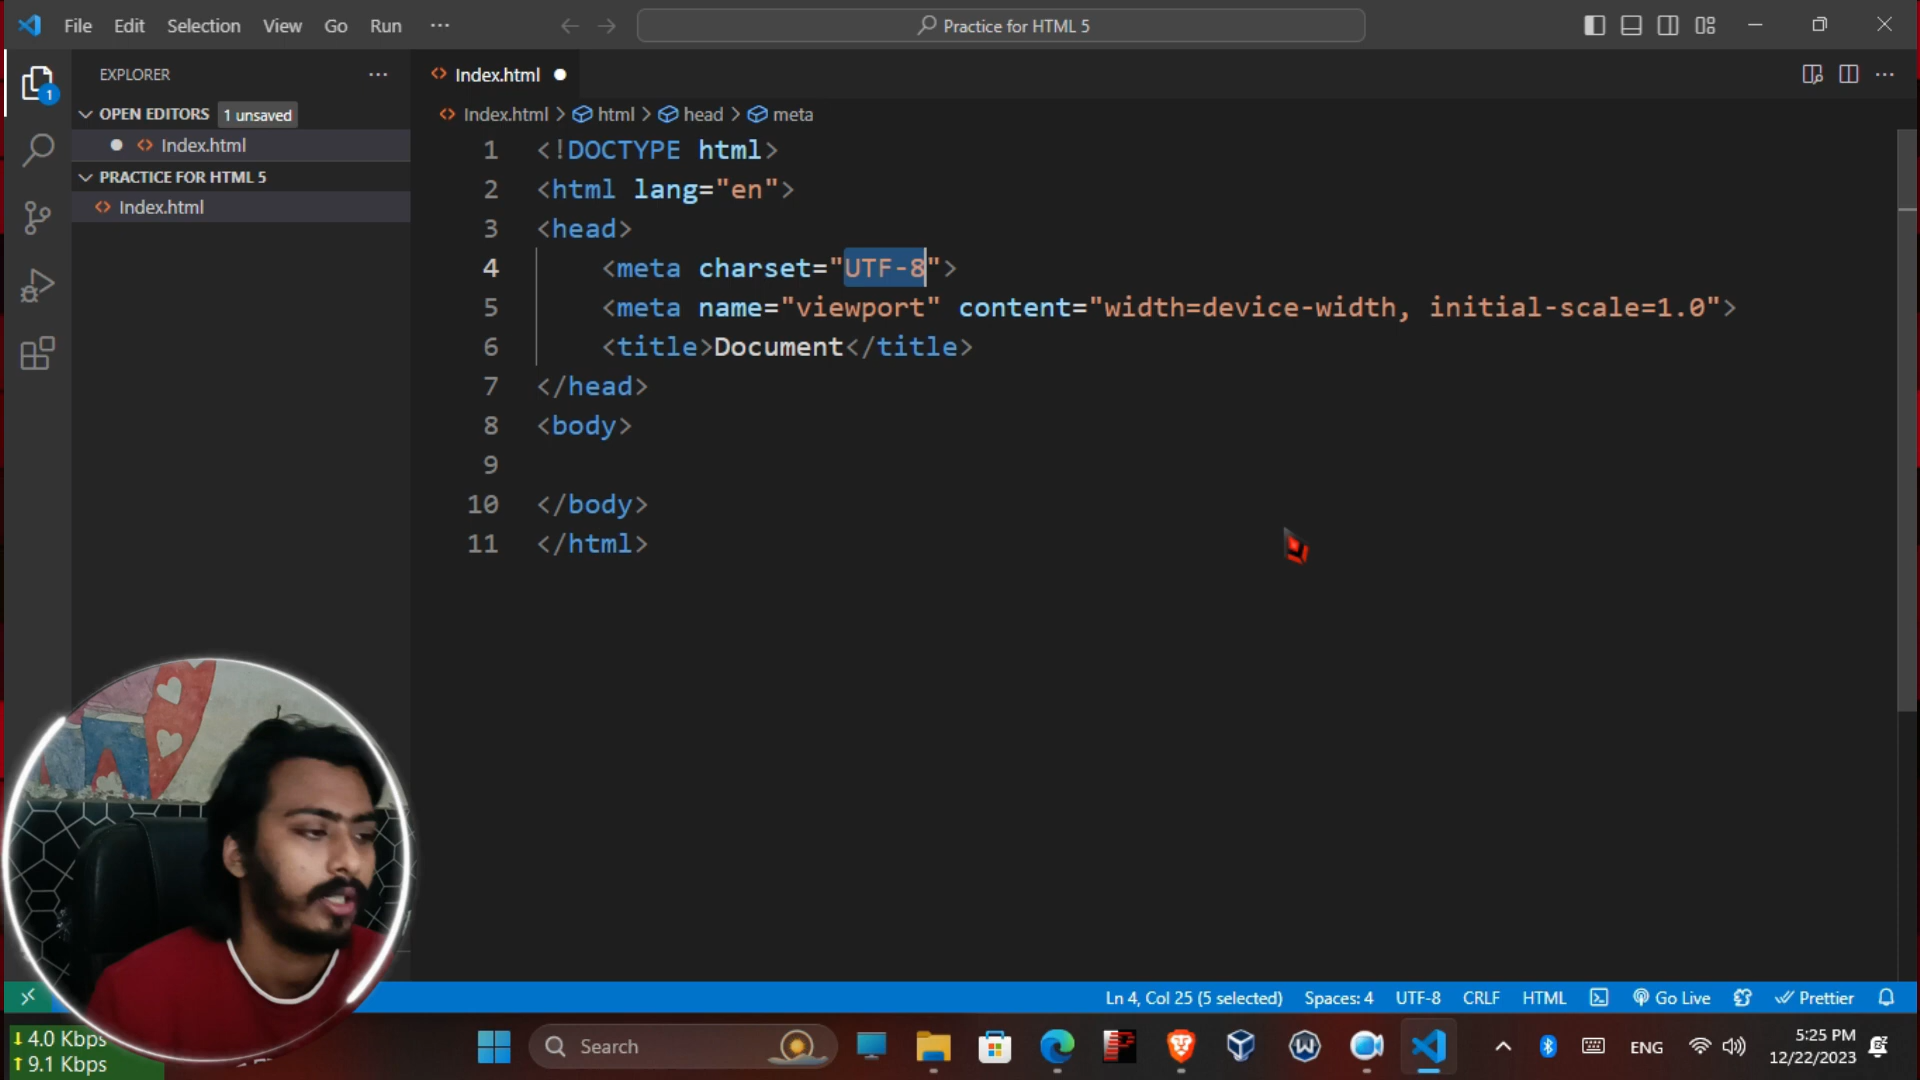 File Edit Selection View Go Run ···
Practice for HTML 5
EXPLORER
OPEN EDITORS 1 unsaved
Index.html
PRACTICE FOR HTML 5
Index.html
1
Index.html
Index.html > html > head > meta
1 <!DOCTYPE html>
2 <html lang="en">
3 <head>
4 <meta charset="UTF-8">
5 <meta name="viewport" content="width=device-width, initial-scale=1.0">
6 <title>Document</title>
7 </head>
8 <body>
9
10 </body>
11 </html>
Ln 4, Col 25 (5 selected) Spaces: 4 UTF-8 CRLF HTML Go Live Prettier
4.0 Kbps
9.1 Kbps
Search
ENG
5:25 PM
12/22/2023